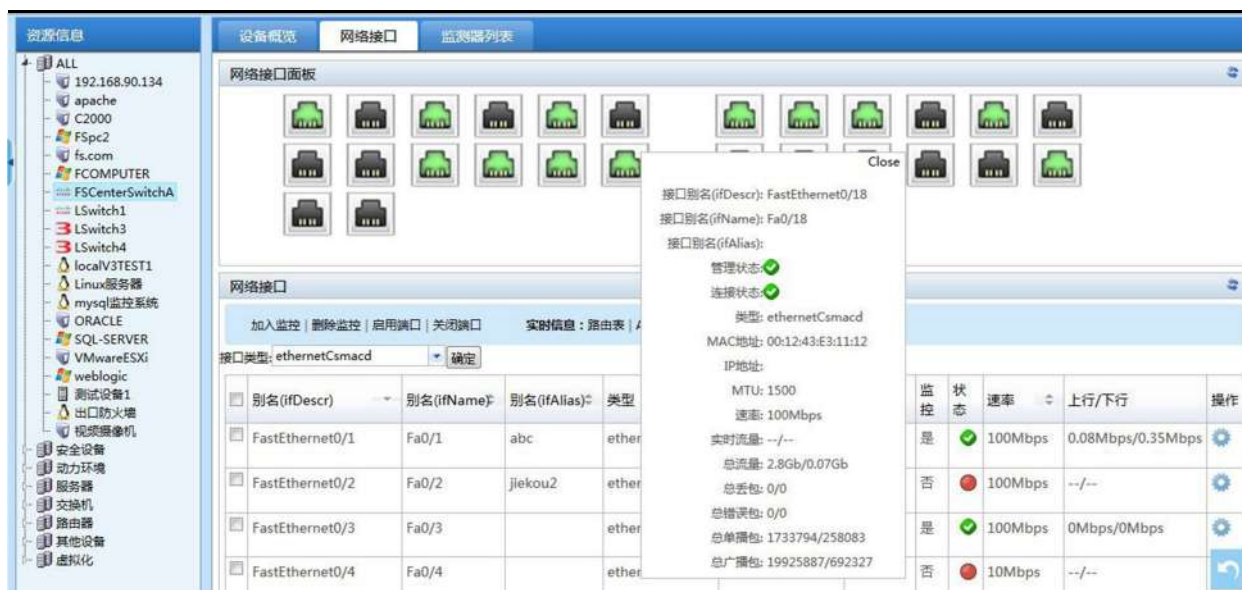 资源信息
设备概览
网络接口
监测器列表
ALL
192.168.90.134
apache
C2000
FSpc2
fs.com
FCOMPUTER
FSCenterSwitchA
LSwitch1
LSwitch3
LSwitch4
localV3TEST1
Linux服务器
mysql监控系统
ORACLE
SQL-SERVER
VMwareESXi
weblogic
测试设备1
出口防火墙
视频摄像机
安全设备
动力环境
服务器
交换机
路由器
其他设备
虚拟化
网络接口面板
Close
接口别名(ifDescr): FastEthernet0/18
接口别名(ifName): Fa0/18
接口别名(ifAlias):
管理状态:
连接状态:
类型: ethernetCsmacd
MAC地址: 00:12:43:E3:11:12
IP地址:
MTU: 1500
速率: 100Mbps
实时流量: --/--
总流量: 2.8Gb/0.07Gb
总丢包: 0/0
总错误包: 0/0
总单播包: 1733794/258083
总广播包: 19925887/692327
网络接口
加入监控 | 删除监控 | 启用端口 | 关闭端口 实时信息：路由表 |
接口类型: ethernetCsmacd 确定
别名(ifDescr) 别名(ifName) 别名(ifAlias) 类型 监控 状态 速率 上行/下行 操作
FastEthernet0/1 Fa0/1 abc ether 是 100Mbps 0.08Mbps/0.35Mbps
FastEthernet0/2 Fa0/2 jiekou2 ether 否 100Mbps --/--
FastEthernet0/3 Fa0/3 ether 是 100Mbps 0Mbps/0Mbps
FastEthernet0/4 Fa0/4 ether 否 10Mbps --/--